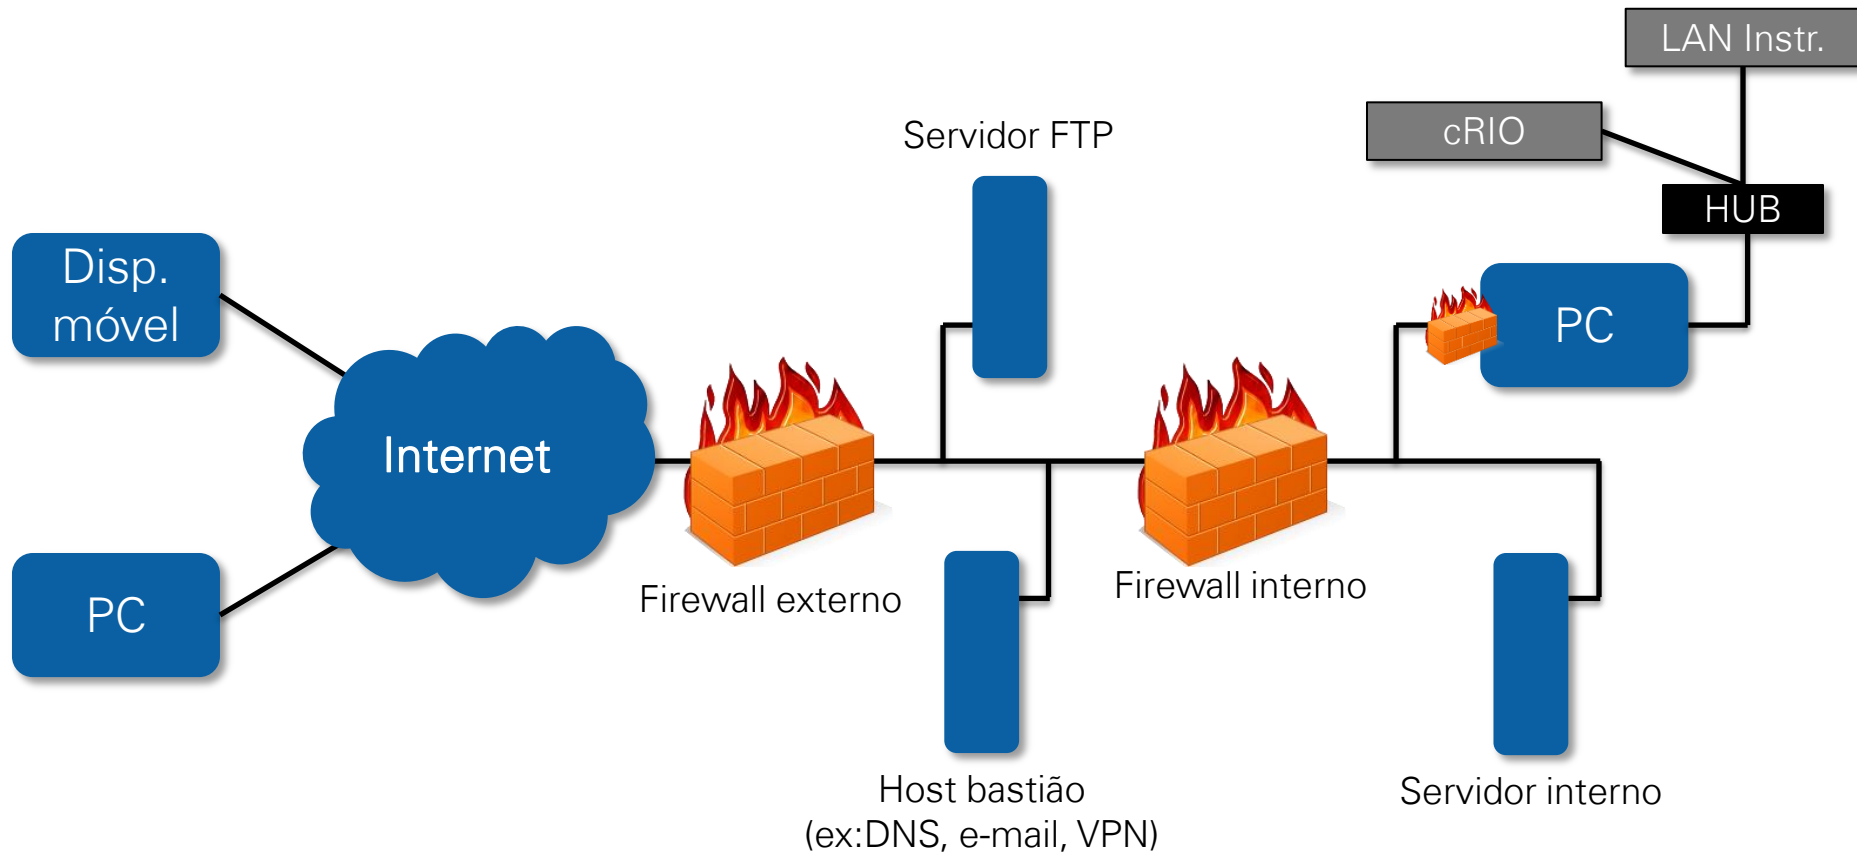 LAN Instr.
cRIO
Servidor FTP
HUB
Disp.
móvel
PC
Internet
Firewall externo
Firewall interno
PC
Host bastião
(ex:DNS, e-mail, VPN)
Servidor interno